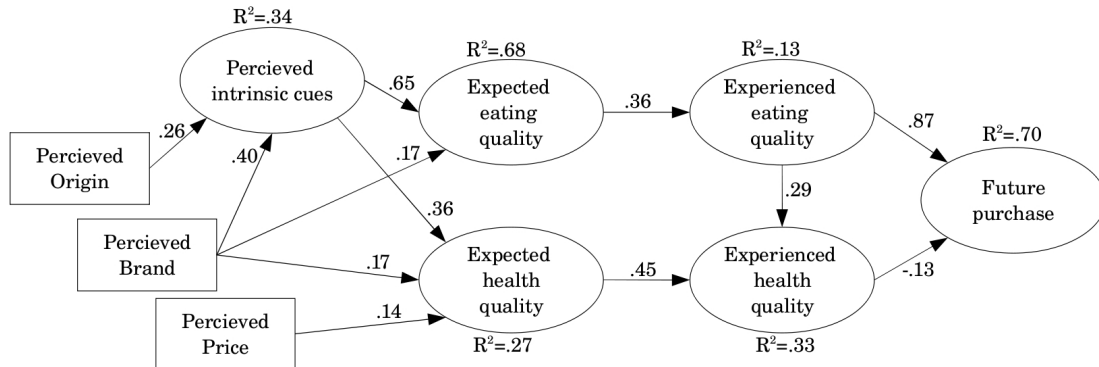 R²=.34
Percieved
intrinsic cues
R²=.68
Expected
eating
quality
R²=.13
Experienced
eating
quality
R²=.70
Future
purchase
Percieved
Origin
Percieved
Brand
Percieved
Price
Expected
health
quality
R²=.27
Experienced
health
quality
R²=.33
.26
.40
.65
.17
.36
.17
.14
.36
.45
.29
.87
-.13